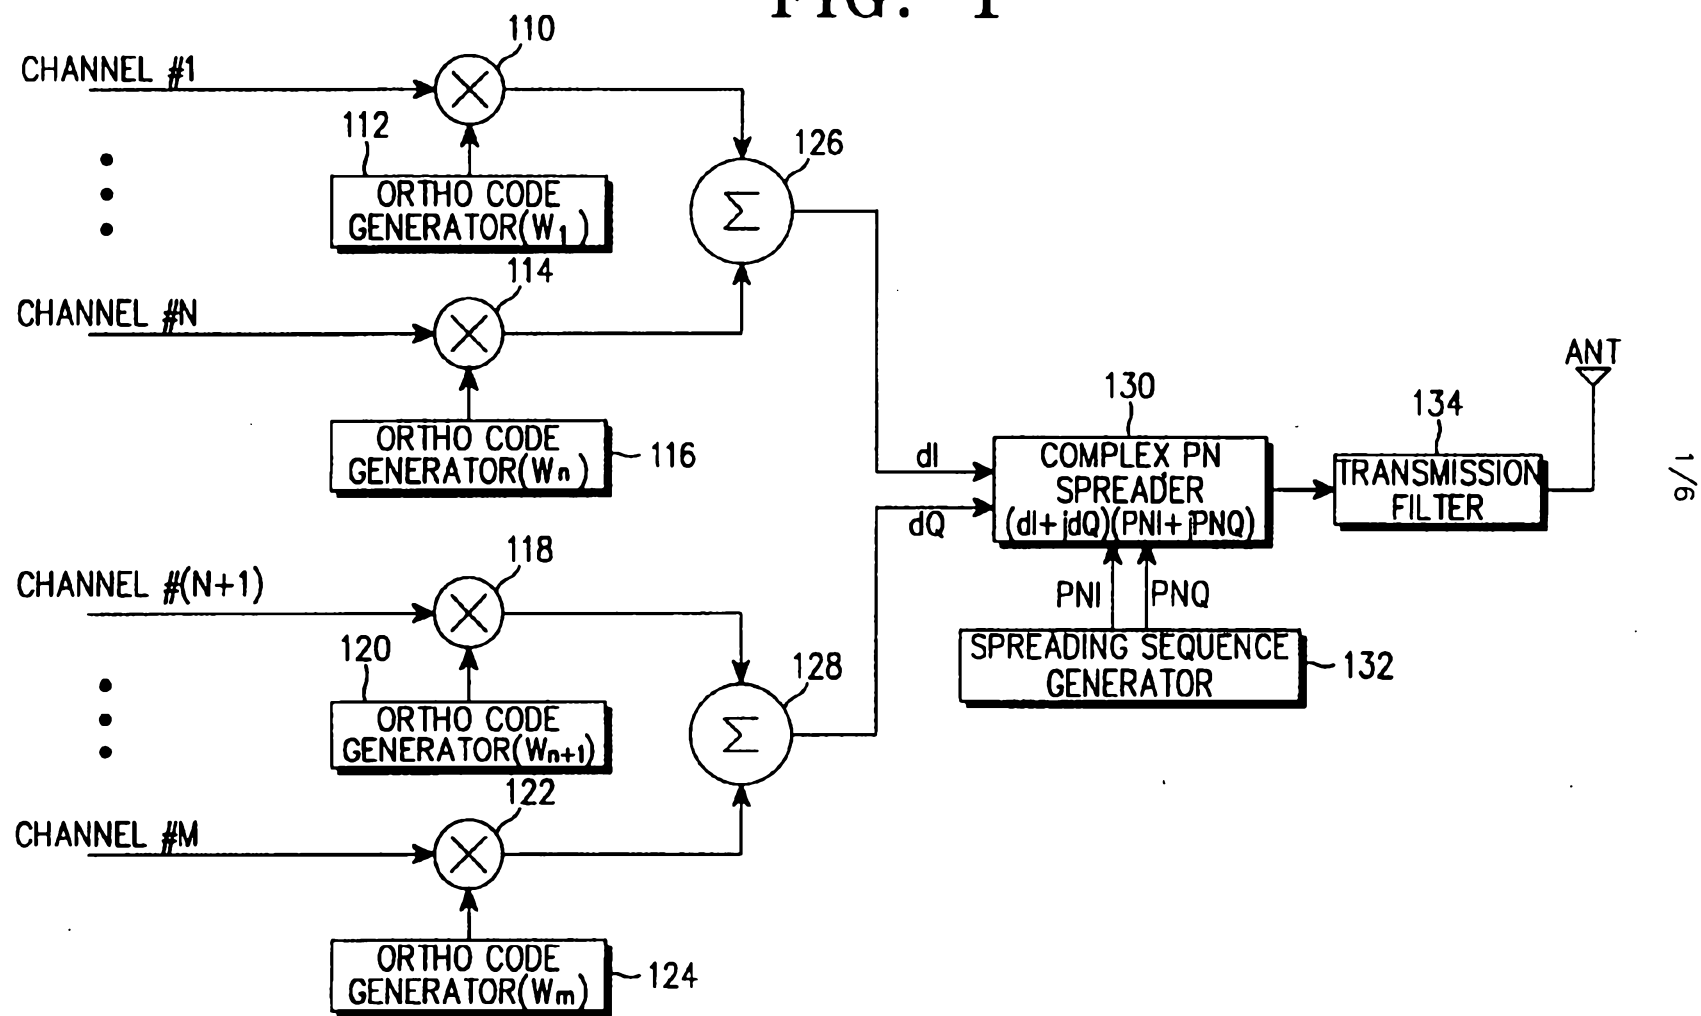 FIG. 1
110
CHANNEL #1
112
126
ORTHO CODE
GENERATOR(W1)
Σ
114
CHANNEL #N
ANT
130
134
ORTHO CODE
GENERATOR(Wn)
116
dI
COMPLEX PN
SPREADER
(dI+jdQ)(PNI+jPNQ)
TRANSMISSION
FILTER
1/6
dQ
118
CHANNEL #(N+1)
PNI
PNQ
120
128
SPREADING SEQUENCE
GENERATOR
132
ORTHO CODE
GENERATOR(Wn+1)
Σ
122
CHANNEL #M
ORTHO CODE
GENERATOR(Wm)
124